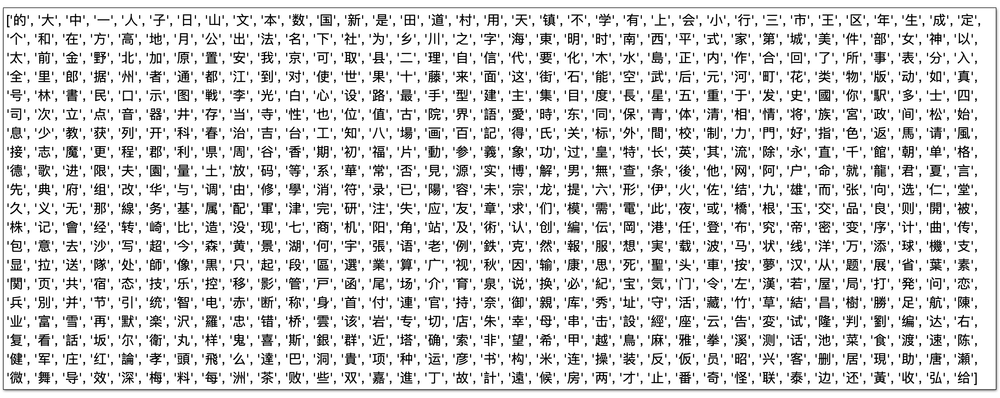 ['的', '大', '中', '一', '人', '子', '日', '山', '文', '本', '数', '国', '新', '是', '田', '道', '村', '用', '天', '镇', '不', '学', '有', '上', '会', '小', '行', '三', '市', '王', '区', '年', '生', '成', '定',
'个', '和', '在', '方', '高', '地', '月', '公', '出', '法', '名', '下', '社', '为', '乡', '川', '之', '字', '海', '東', '明', '时', '南', '西', '平', '式', '家', '第', '城', '美', '件', '部', '女', '神', '以',
'太', '前', '金', '野', '北', '加', '原', '置', '安', '我', '京', '可', '取', '县', '二', '理', '自', '信', '代', '要', '化', '木', '水', '島', '正', '内', '作', '合', '回', '了', '所', '事', '表', '分', '入',
'全', '里', '郎', '据', '州', '者', '通', '都', '江', '到', '对', '使', '世', '果', '十', '藤', '来', '面', '这', '街', '石', '能', '空', '武', '后', '元', '河', '町', '花', '类', '物', '版', '动', '如', '真',
'号', '林', '書', '民', '口', '示', '图', '戦', '李', '光', '白', '心', '设', '路', '最', '手', '型', '建', '主', '集', '目', '度', '長', '星', '五', '重', '于', '发', '史', '國', '你', '駅', '多', '士', '四',
'司', '次', '立', '点', '音', '器', '井', '存', '当', '寺', '性', '也', '位', '值', '古', '院', '界', '語', '愛', '時', '东', '同', '保', '青', '体', '清', '相', '情', '将', '族', '宮', '政', '间', '松', '始',
'息', '少', '教', '获', '列', '开', '科', '春', '治', '吉', '台', '工', '知', '八', '場', '画', '百', '記', '得', '氏', '关', '标', '外', '間', '校', '制', '力', '門', '好', '指', '色', '返', '馬', '请', '風',
'接', '志', '魔', '更', '程', '郡', '利', '県', '周', '谷', '香', '期', '初', '福', '片', '動', '参', '義', '象', '功', '过', '皇', '特', '长', '英', '其', '流', '除', '永', '直', '千', '館', '朝', '单', '格',
'德', '歌', '进', '限', '夫', '園', '量', '土', '放', '码', '等', '系', '華', '常', '否', '見', '源', '实', '博', '解', '男', '無', '查', '条', '後', '他', '网', '阿', '户', '命', '就', '龍', '君', '夏', '言',
'先', '典', '府', '组', '改', '华', '与', '调', '由', '修', '學', '消', '符', '录', '已', '陽', '容', '未', '宗', '龙', '提', '六', '形', '伊', '火', '佐', '结', '九', '雄', '而', '张', '向', '选', '仁', '堂',
'久', '义', '无', '那', '線', '务', '基', '属', '配', '軍', '津', '完', '研', '注', '失', '应', '友', '章', '求', '们', '模', '需', '電', '此', '夜', '或', '橋', '根', '玉', '交', '品', '良', '则', '開', '被',
'株', '记', '會', '经', '转', '崎', '比', '造', '没', '现', '七', '商', '机', '阳', '角', '站', '及', '術', '认', '创', '編', '伝', '岡', '港', '任', '登', '布', '究', '帝', '密', '变', '序', '计', '曲', '传',
'包', '意', '去', '沙', '写', '超', '今', '森', '黄', '景', '湖', '何', '宇', '張', '语', '老', '例', '鉄', '克', '然', '報', '服', '想', '実', '载', '波', '马', '状', '线', '洋', '万', '添', '球', '機', '支',
'显', '拉', '送', '隊', '处', '師', '像', '黒', '只', '起', '段', '區', '選', '業', '算', '广', '视', '秋', '因', '输', '康', '思', '死', '聖', '头', '車', '按', '夢', '汉', '从', '题', '展', '省', '葉', '素',
'関', '页', '共', '宿', '态', '技', '乐', '控', '移', '影', '管', '戸', '函', '尾', '场', '介', '育', '泉', '说', '换', '必', '紀', '宝', '気', '门', '令', '左', '漢', '若', '屋', '局', '打', '発', '问', '恋',
'兵', '別', '并', '节', '引', '统', '智', '电', '赤', '断', '称', '身', '首', '付', '連', '官', '持', '奈', '御', '親', '库', '秀', '址', '守', '活', '藏', '竹', '草', '結', '昌', '樹', '勝', '足', '航', '陳',
'业', '富', '雪', '再', '默', '楽', '沢', '羅', '忠', '错', '桥', '雲', '该', '岩', '专', '切', '店', '朱', '幸', '母', '串', '击', '設', '經', '座', '云', '告', '変', '试', '隆', '判', '劉', '编', '达', '右',
'复', '看', '話', '坂', '尔', '衛', '丸', '样', '鬼', '喜', '斯', '銀', '群', '近', '塔', '确', '索', '非', '望', '希', '甲', '越', '鳥', '麻', '雅', '拳', '溪', '测', '话', '池', '菜', '食', '渡', '速', '陈',
'健', '军', '庄', '红', '論', '孝', '頭', '飛', '么', '達', '巴', '洞', '貴', '项', '种', '运', '彦', '书', '构', '米', '连', '操', '装', '反', '仮', '员', '昭', '兴', '客', '删', '居', '現', '助', '唐', '瀬',
'微', '舞', '导', '效', '深', '梅', '料', '每', '洲', '茶', '败', '些', '双', '嘉', '進', '丁', '故', '計', '遠', '候', '房', '两', '才', '止', '番', '奇', '怪', '联', '泰', '边', '还', '黃', '收', '弘', '给']